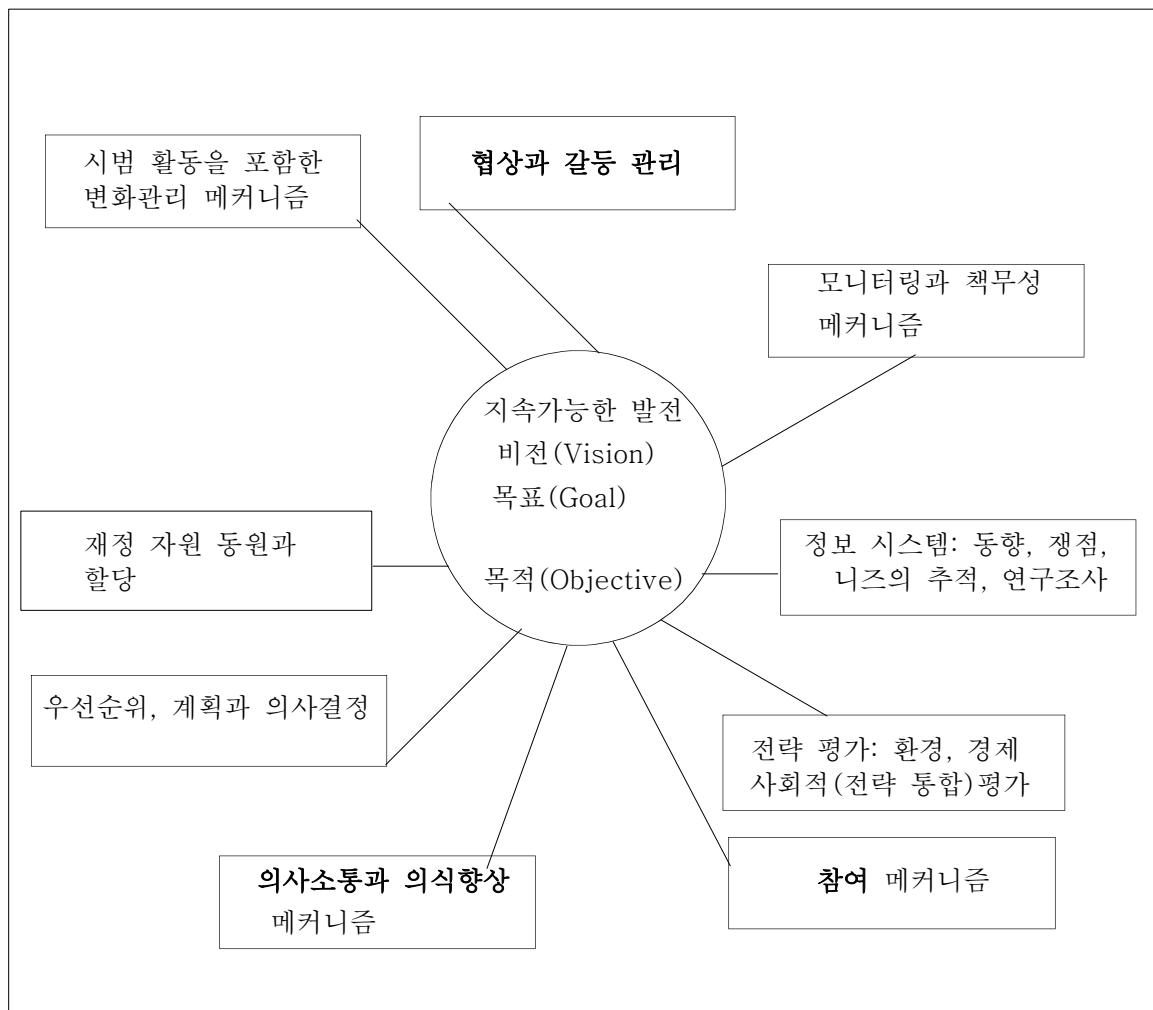 시범 활동을 포함한
변화관리 메커니즘
협상과 갈등 관리
모니터링과 책무성
메커니즘
지속가능한 발전
비전(Vision)
목표(Goal)
목적(Objective)
재정 자원 동원과
할당
정보 시스템: 동향, 쟁점,
니즈의 추적, 연구조사
우선순위, 계획과 의사결정
전략 평가: 환경, 경제
사회적(전략 통합)평가
의사소통과 의식향상
메커니즘
참여 메커니즘